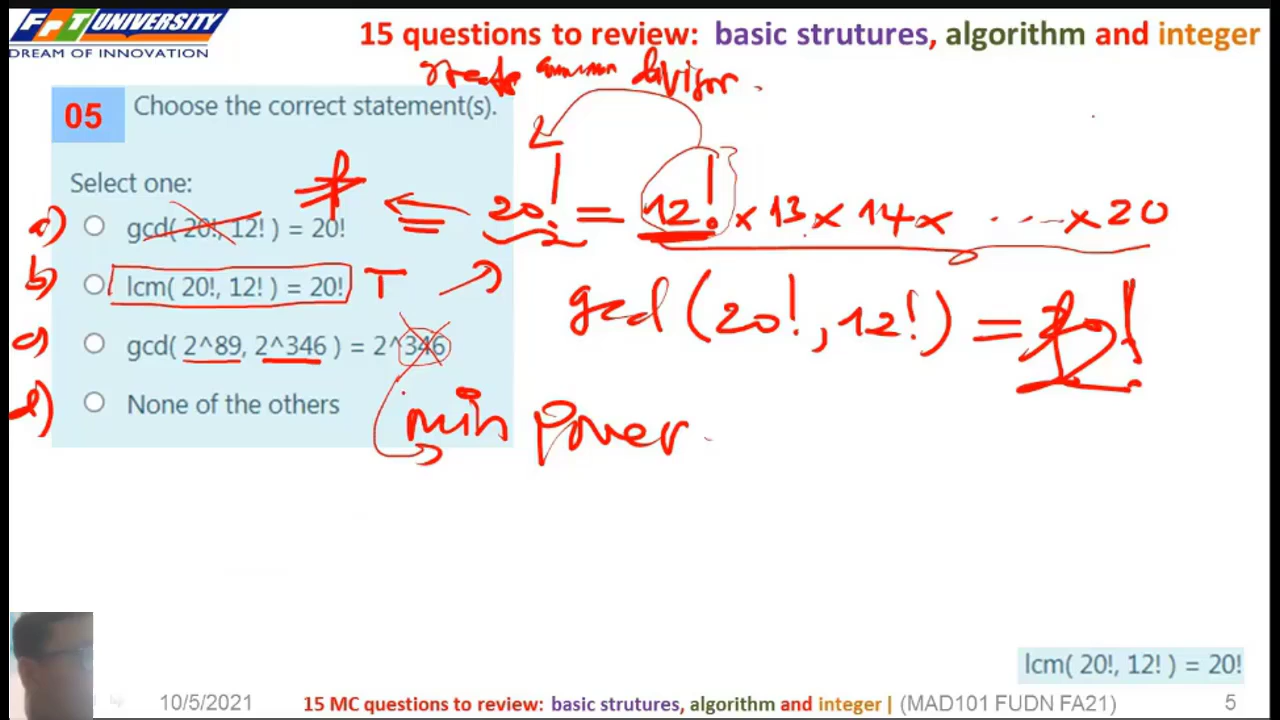 FPT UNIVERSITY
DREAM OF INNOVATION
15 questions to review: basic strutures, algorithm and integer
common divisor.
05 Choose the correct statement(s).
Select one:
20! = 12! × 13 × 14 × ... × 20
a) gcd( 20!, 12! ) = 20!
b) lcm( 20!, 12! ) = 20! T
gcd(20!, 12!) =
c) gcd( 2^89, 2^346 ) = 2^346
d) None of the others
min power.
lcm( 20!, 12! ) = 20!
10/5/2021 15 MC questions to review: basic strutures, algorithm and integer | (MAD101 FUDN FA21) 5